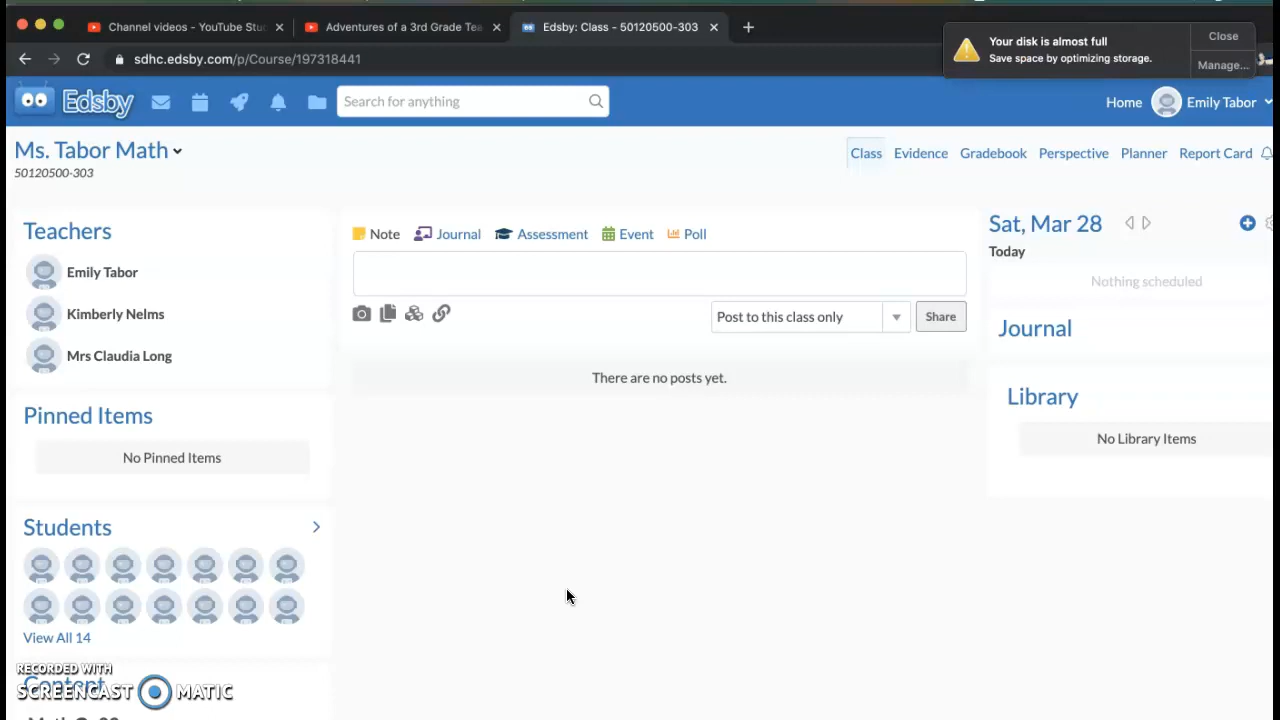 Channel videos - YouTube Stud
Adventures of a 3rd Grade Tea
Edsby: Class - 50120500-303
sdhc.edsby.com/p/Course/197318441
Your disk is almost full
Save space by optimizing storage.
Close
Manage...
Edsby
Search for anything
Home
Emily Tabor
Ms. Tabor Math
50120500-303
Class
Evidence
Gradebook
Perspective
Planner
Report Card
Teachers
Emily Tabor
Kimberly Nelms
Mrs Claudia Long
Pinned Items
No Pinned Items
Students
View All 14
Content
Note
Journal
Assessment
Event
Poll
Post to this class only
Share
There are no posts yet.
Sat, Mar 28
Today
Nothing scheduled
Journal
Library
No Library Items
RECORDED WITH
SCREENCAST MATIC